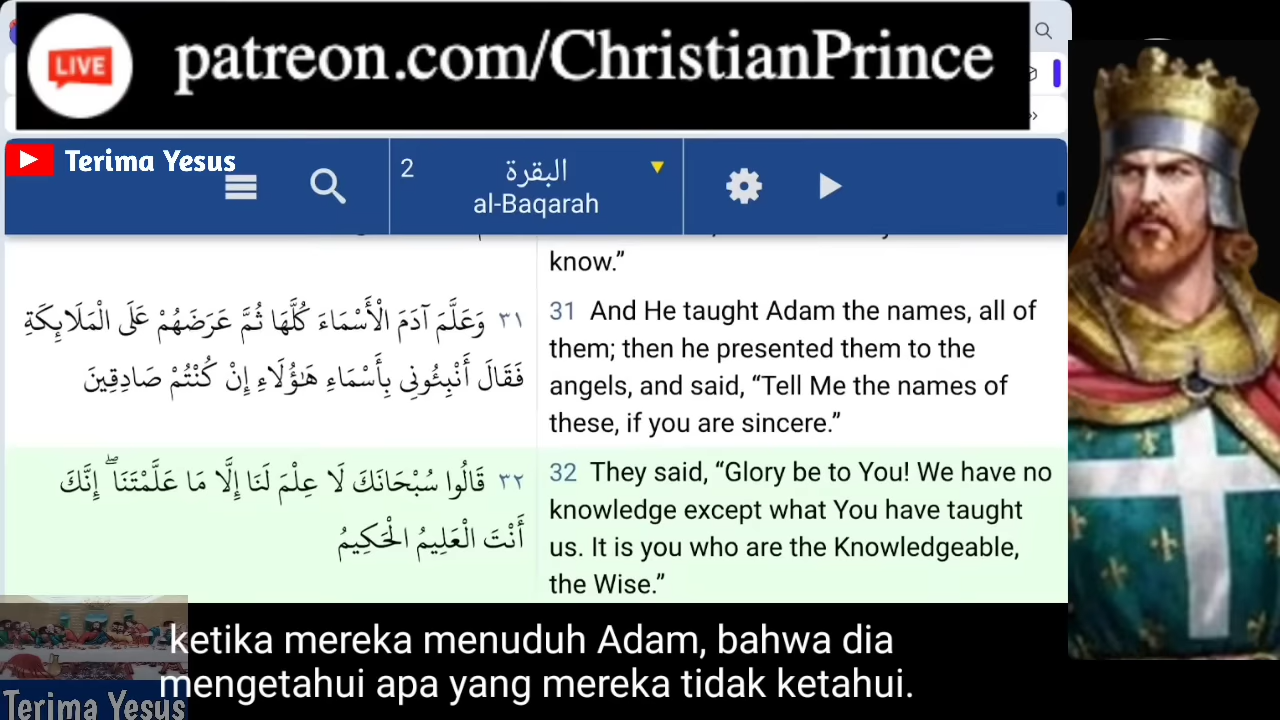 LIVE
patreon.com/ChristianPrince
Terima Yesus
2
البقرة
al-Baqarah
know.”
٣١ وَعَلَّمَ آدَمَ الْأَسْمَاءَ كُلَّهَا ثُمَّ عَرَضَهُمْ عَلَى الْمَلَائِكَةِ
فَقَالَ أَنْبِئُونِي بِأَسْمَاءِ هَٰؤُلَاءِ إِنْ كُنْتُمْ صَادِقِينَ
31 And He taught Adam the names, all of
them; then he presented them to the
angels, and said, “Tell Me the names of
these, if you are sincere.”
٣٢ قَالُوا سُبْحَانَكَ لَا عِلْمَ لَنَا إِلَّا مَا عَلَّمْتَنَا ۖ إِنَّكَ
أَنْتَ الْعَلِيمُ الْحَكِيمُ
32 They said, “Glory be to You! We have no
knowledge except what You have taught
us. It is you who are the Knowledgeable,
the Wise.”
ketika mereka menuduh Adam, bahwa dia
mengetahui apa yang mereka tidak ketahui.
Terima Yesus